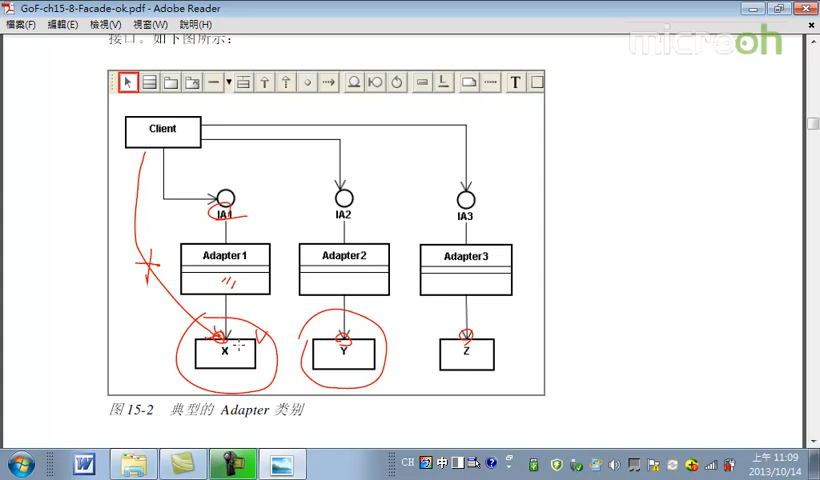 GoF-ch15-8-Facade-ok.pdf - Adobe Reader
檔案(F) 編輯(E) 檢視(V) 視窗(W) 說明(H)
microoh
接口。如下图所示：
T
Client
IA1 IA2 IA3
Adapter1 Adapter2 Adapter3
X Y Z
图 15-2 典型的 Adapter 类别
CH 中
上午 11:09
2013/10/14